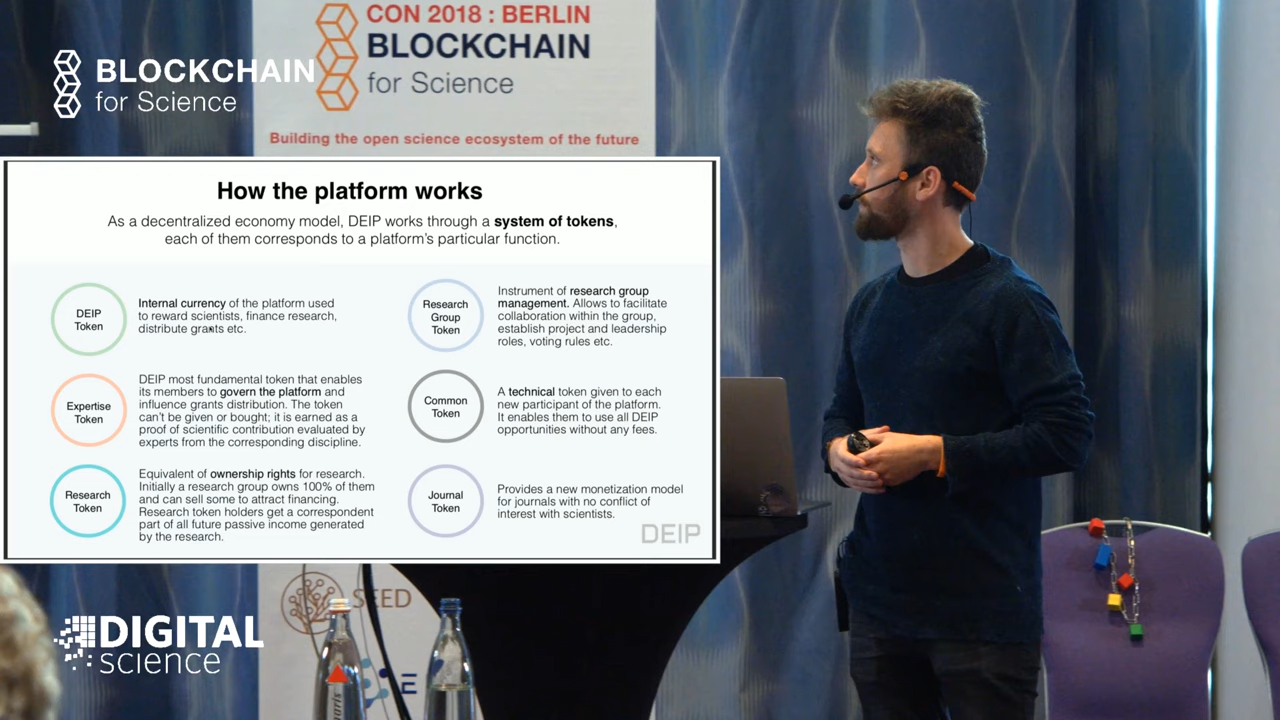 CON 2018 : BERLIN
BLOCKCHAIN
for Science
Building the open science ecosystem of the future
BLOCKCHAIN
for Science
How the platform works
As a decentralized economy model, DEIP works through a system of tokens,
each of them corresponds to a platform's particular function.
DEIP
Token
Internal currency of the platform used
to reward scientists, finance research,
distribute grants etc.
Expertise
Token
DEIP most fundamental token that enables
its members to govern the platform and
influence grants distribution. The token
can't be given or bought; it is earned as a
proof of scientific contribution evaluated by
experts from the corresponding discipline.
Research
Token
Equivalent of ownership rights for research.
Initially a research group owns 100% of them
and can sell some to attract financing.
Research token holders get a correspondent
part of all future passive income generated
by the research.
Research
Group
Token
Instrument of research group
management. Allows to facilitate
collaboration within the group,
establish project and leadership
roles, voting rules etc.
Common
Token
A technical token given to each
new participant of the platform.
It enables them to use all DEIP
opportunities without any fees.
Journal
Token
Provides a new monetization model
for journals with no conflict of
interest with scientists.
DEIP
DIGITAL
science